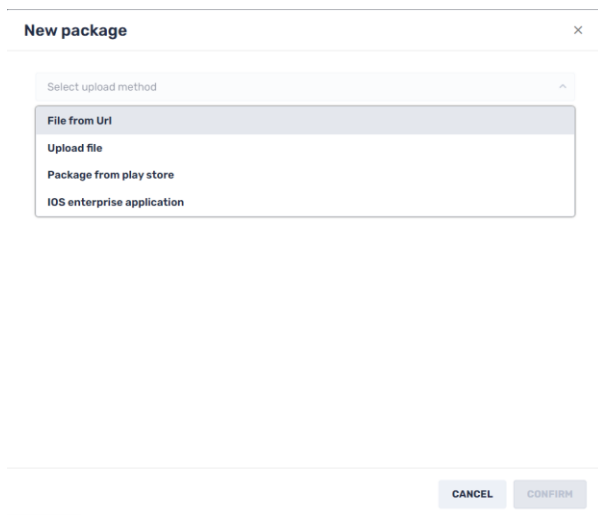 New package
Select upload method
File from Url
Upload file
Package from play store
IOS enterprise application
CANCEL CONFIRM